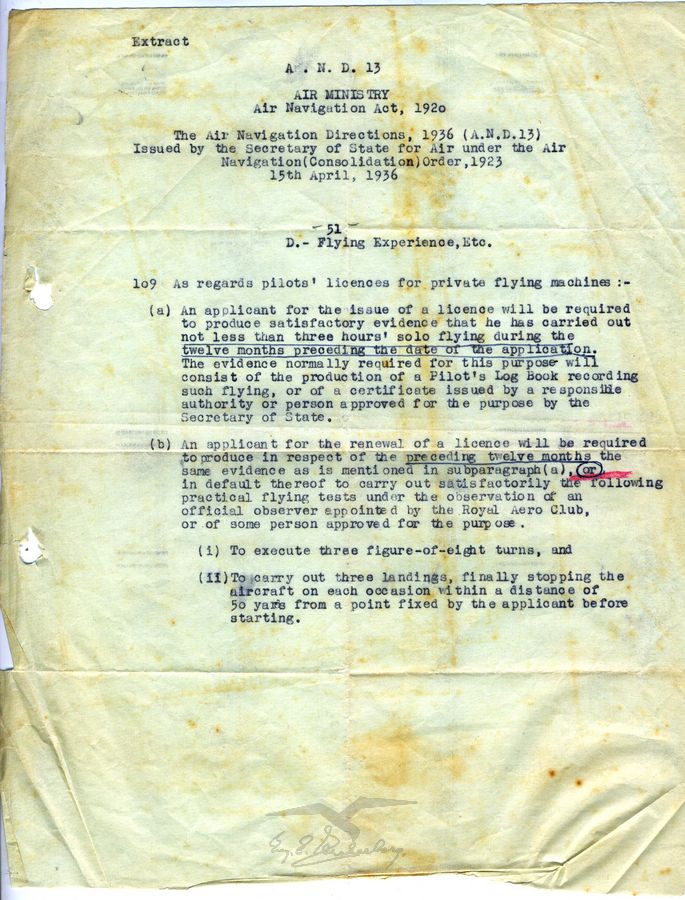 Extract
A . N. D. 13
AIR MINISTRY
Air Navigation Act, 192o
The Air Navigation Directions, 1936 (A.N.D.13)
Issued by the Secretary of State for Air under the Air
Navigation(Consolidation)Order,1923
15th April, 1936
- 51 -
D.- Flying Experience,Etc.
1o9 As regards pilots' licences for private flying machines :-
(a) An applicant for the issue of a licence will be required
to produce satisfactory evidence that he has carried out
not less than three hours' solo flying during the
twelve months preceding the date of the application.
The evidence normally required for this purpose will
consist of the production of a Pilot's Log Book recording
such flying, or of a certificate issued by a responsible
authority or person approved for the purpose by the
Secretary of State.
(b) An applicant for the renewal of a licence will be required
to produce in respect of the preceding twelve months the
same evidence as is mentioned in subparagraph(a), or,
in default thereof to carry out satisfactorily the following
practical flying tests under the observation of an
official observer appointed by the Royal Aero Club,
or of some person approved for the purpose.
(i) To execute three figure-of-eight turns, and
(ii)To carry out three landings, finally stopping the
aircraft on each occasion within a distance of
5o yards from a point fixed by the applicant before
starting.